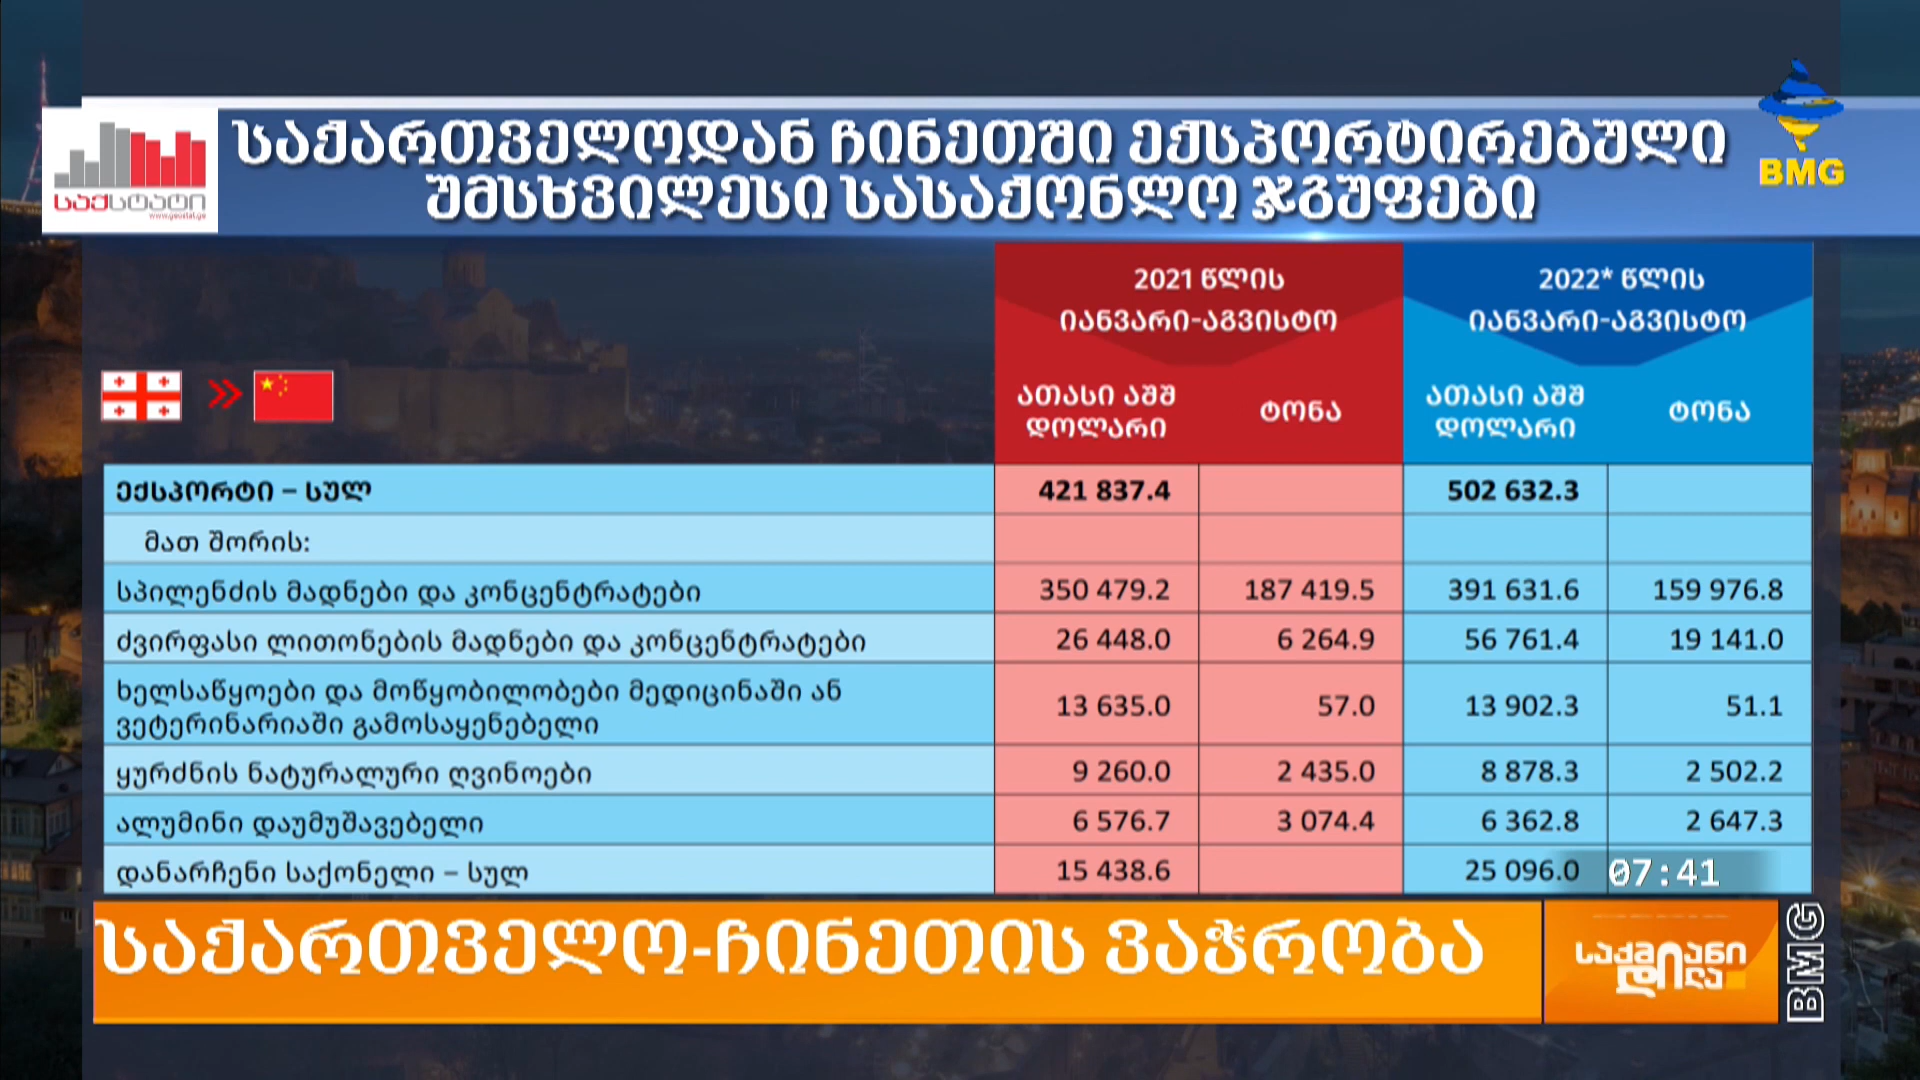 საქსტატი
www.geostat.ge
საქართველოდან ჩინეთში ექსპორტირებული
უმსხვილესი სასაქონლო ჯგუფები
BMG
2021 წლის
იანვარი-აგვისტო
2022* წლის
იანვარი-აგვისტო
ათასი აშშ
დოლარი
ტონა
ათასი აშშ
დოლარი
ტონა
ექსპორტი – სულ 421 837.4 502 632.3
მათ შორის:
სპილენძის მადნები და კონცენტრატები 350 479.2 187 419.5 391 631.6 159 976.8
ძვირფასი ლითონების მადნები და კონცენტრატები 26 448.0 6 264.9 56 761.4 19 141.0
ხელსაწყოები და მოწყობილობები მედიცინაში ან
ვეტერინარიაში გამოსაყენებელი 13 635.0 57.0 13 902.3 51.1
ყურძნის ნატურალური ღვინოები 9 260.0 2 435.0 8 878.3 2 502.2
ალუმინი დაუმუშავებელი 6 576.7 3 074.4 6 362.8 2 647.3
დანარჩენი საქონელი – სულ 15 438.6 25 096.0
07:41
საქართველო-ჩინეთის ვაჭრობა
საქმიანი
დილა
BMG